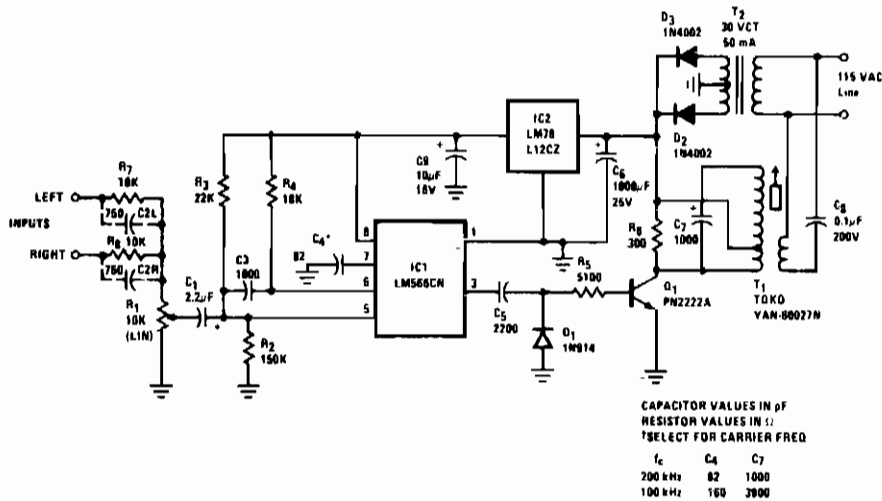 D3
1N4002
T2
30 VCT
50 mA
115 VAC
Line
IC2
LM78
L12CZ
D2
1N4002
C9
10µF
16V
C6
1000µF
25V
R7
10K
LEFT
750
C2L
INPUTS
R6
10K
RIGHT
750
C2R
R3
22K
R4
18K
C4*
82
8
7
6
5
1
3
IC1
LM566CN
C3
1800
C1
2.2µF
R1
10K
(LIN)
R2
150K
C5
2200
R5
5100
D1
1N914
R8
300
C7
1000
Q1
PN2222A
T1
TOKO
YAN-60027N
C8
0.1µF
200V
CAPACITOR VALUES IN pF
RESISTOR VALUES IN Ω
†SELECT FOR CARRIER FREQ
fc C4 C7
200 kHz 82 1000
100 kHz 160 3900